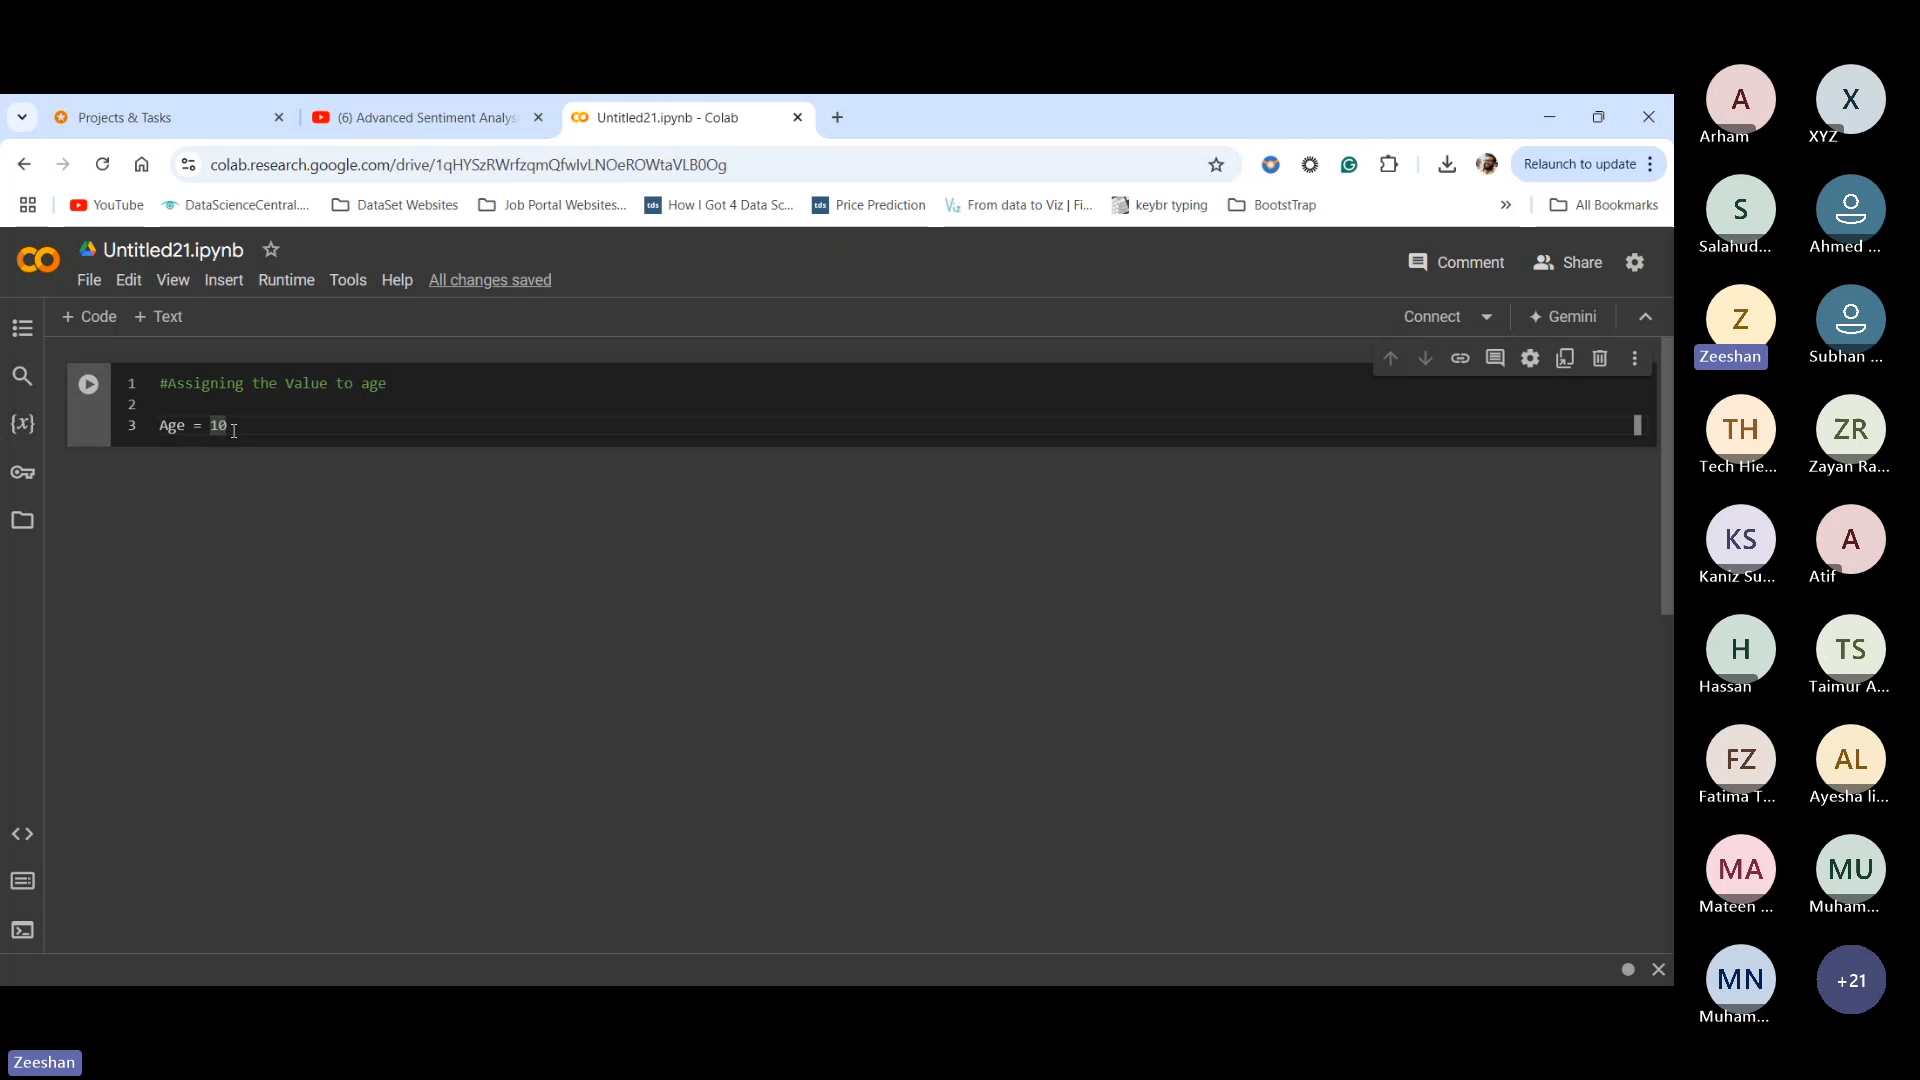 Projects & Tasks
(6) Advanced Sentiment Analys
Untitled21.ipynb - Colab
colab.research.google.com/drive/1qHYSzRWrfzqmQfwIvLNOeROWtaVLB0Og
Relaunch to update
YouTube
DataScienceCentral....
DataSet Websites
Job Portal Websites...
tds How I Got 4 Data Sc...
tds Price Prediction
From data to Viz | Fi...
keybr typing
BootstTrap
All Bookmarks
Untitled21.ipynb
Comment
Share
File Edit View Insert Runtime Tools Help All changes saved
+ Code + Text
Connect
Gemini
1 #Assigning the Value to age
2
3 Age = 10
A
Arham
X
XYZ
S
Salahud...
Ahmed ...
Z
Zeeshan
Subhan ...
TH
Tech Hie...
ZR
Zayan Ra...
KS
Kaniz Su...
A
Atif
H
Hassan
TS
Taimur A...
FZ
Fatima T...
AL
Ayesha li...
MA
Mateen ...
MU
Muham...
MN
Muham...
+21
Zeeshan